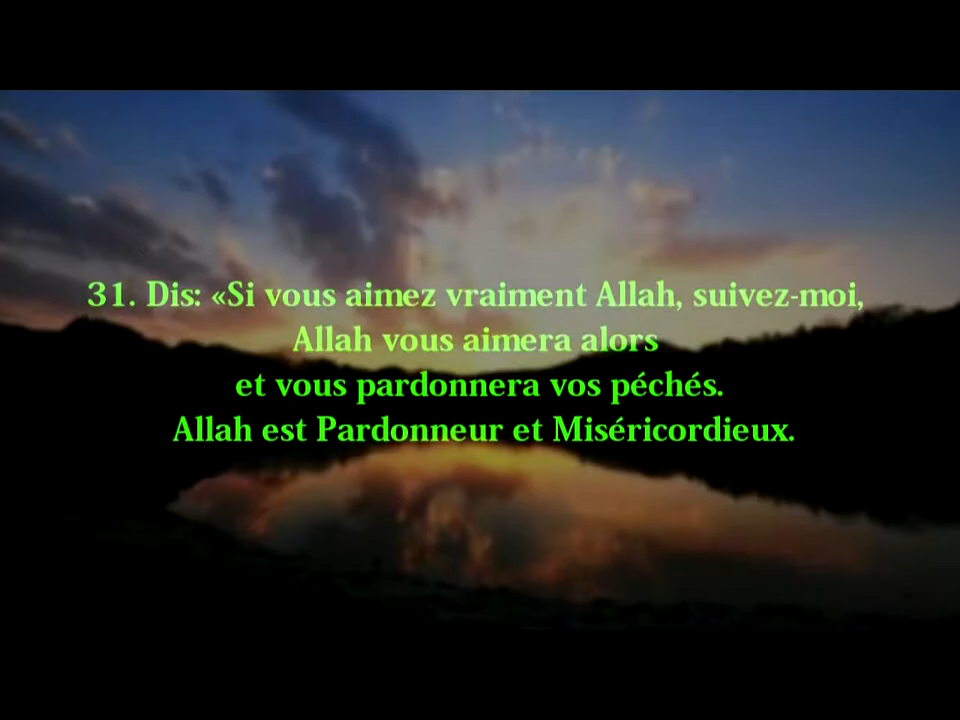 31. Dis: «Si vous aimez vraiment Allah, suivez-moi,
Allah vous aimera alors
et vous pardonnera vos péchés.
Allah est Pardonneur et Miséricordieux.